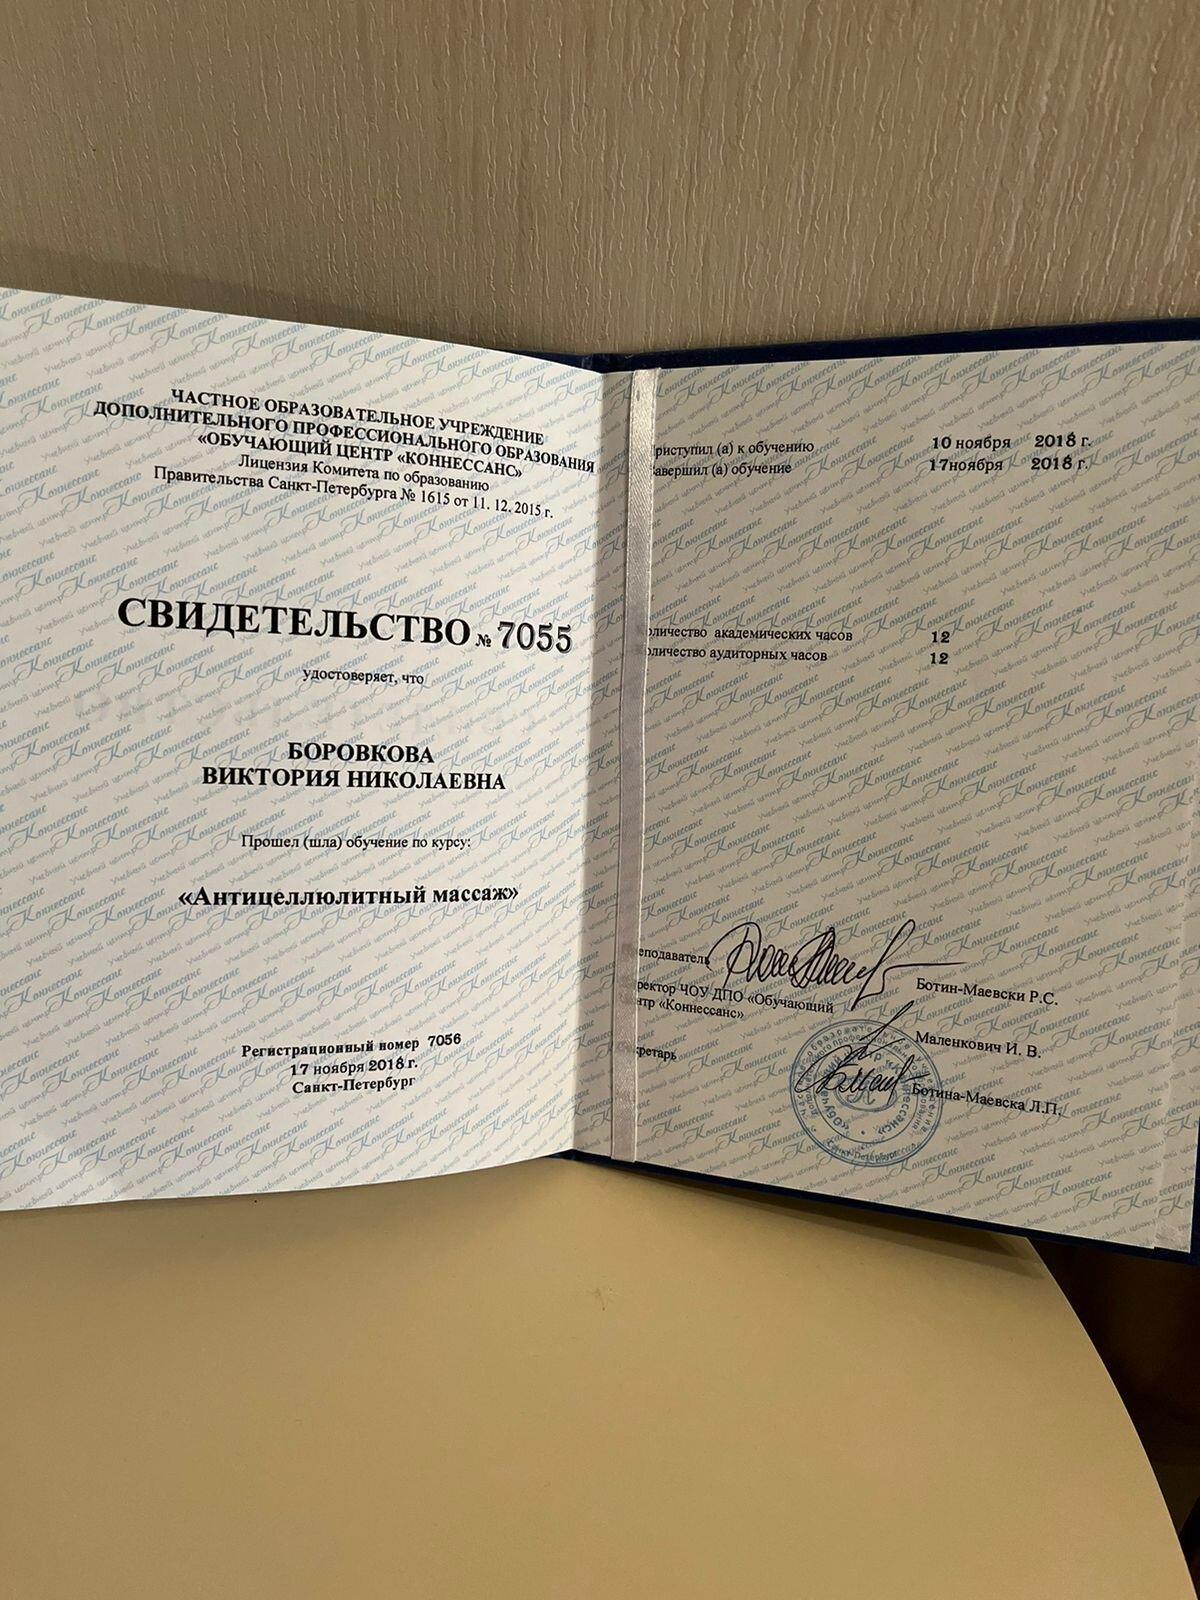 ЧАСТНОЕ ОБРАЗОВАТЕЛЬНОЕ УЧРЕЖДЕНИЕ
ДОПОЛНИТЕЛЬНОГО ПРОФЕССИОНАЛЬНОГО ОБРАЗОВАНИЯ
«ОБУЧАЮЩИЙ ЦЕНТР «КОННЕССАНС»
Лицензия Комитета по образованию
Правительства Санкт-Петербурга № 1615 от 11. 12. 2015 г.
СВИДЕТЕЛЬСТВО № 7055
удостоверяет, что
БОРОВКОВА
ВИКТОРИЯ НИКОЛАЕВНА
Прошел (шла) обучение по курсу:
«Антицеллюлитный массаж»
Регистрационный номер 7056
17 ноября 2018 г.
Санкт-Петербург
риступил (а) к обучению 10 ноября 2018 г.
авершил (а) обучение 17ноября 2018 г.
оличество академических часов 12
оличество аудиторных часов 12
еподаватель Ботин-Маевски Р.С.
ректор ЧОУ ДПО «Обучающий
нтр «Коннессанс» Маленкович И. В.
кретарь Ботина-Маевска Л.П.